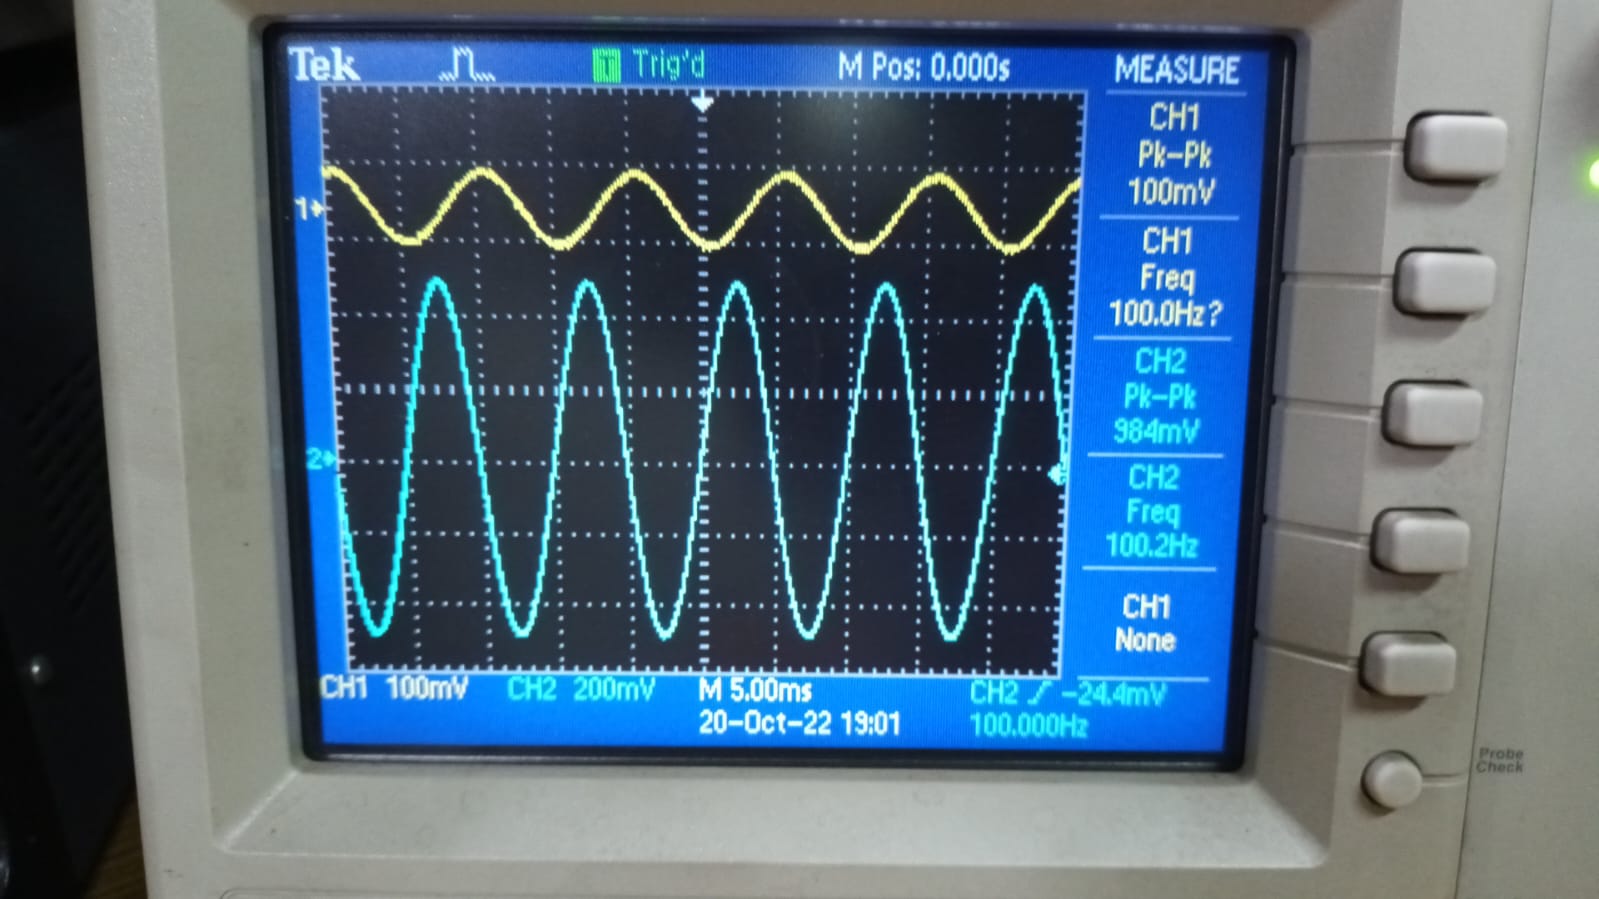 Tek T Trig'd M Pos: 0.000s MEASURE
CH1
Pk-Pk
100mV
CH1
Freq
100.0Hz?
CH2
Pk-Pk
984mV
CH2
Freq
100.2Hz
CH1
None
1
2
CH1 100mV CH2 200mV M 5.00ms CH2 -24.4mV
20-Oct-22 19:01 100.000Hz
Probe
Check